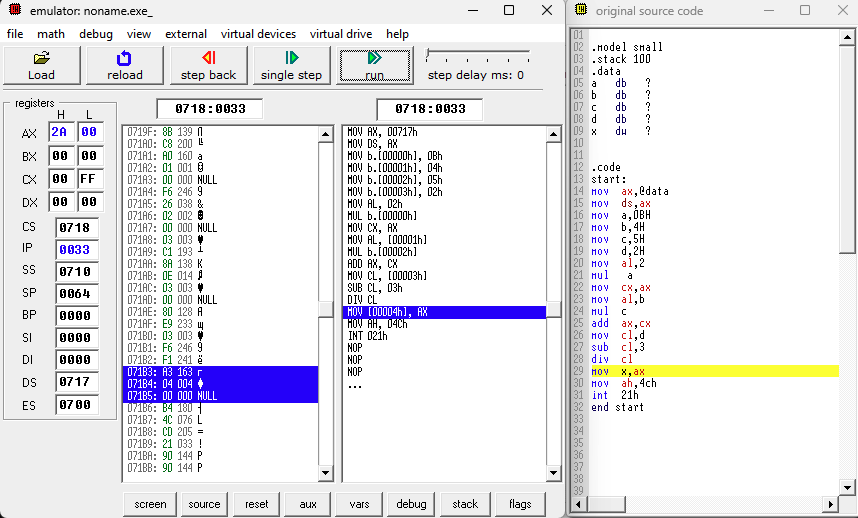 emulator: noname.exe_
file math debug view external virtual devices virtual drive help
Load reload step back single step run step delay ms: 0
registers
H L
AX 2A 00
BX 00 00
CX 00 FF
DX 00 00
CS 0718
IP 0033
SS 0710
SP 0064
BP 0000
SI 0000
DI 0000
DS 0717
ES 0700
0718:0033
0719F: 8B 139 Л
071A0: C8 200 ╚
071A1: A0 160 а
071A2: 01 001 ☺
071A3: 00 000 NULL
071A4: F6 246 9
071A5: 26 038 &
071A6: 02 002 ☻
071A7: 00 000 NULL
071A8: 03 003 ♥
071A9: C1 193 ┴
071AA: 8A 138 К
071AB: 0E 014 ♫
071AC: 03 003 ♥
071AD: 00 000 NULL
071AE: 80 128 А
071AF: E9 233 щ
071B0: 03 003 ♥
071B1: F6 246 9
071B2: F1 241 ё
071B3: A3 163 г
071B4: 04 004 ♦
071B5: 00 000 NULL
071B6: B4 180 ┤
071B7: 4C 076 L
071B8: CD 205 =
071B9: 21 033 !
071BA: 90 144 Р
071BB: 90 144 Р
0718:0033
MOV AX, 00717h
MOV DS, AX
MOV b.[00000h], 0Bh
MOV b.[00001h], 04h
MOV b.[00002h], 05h
MOV b.[00003h], 02h
MOV AL, 02h
MUL b.[00000h]
MOV CX, AX
MOV AL, [00001h]
MUL b.[00002h]
ADD AX, CX
MOV CL, [00003h]
SUB CL, 03h
DIV CL
MOV [00004h], AX
MOV AH, 04Ch
INT 021h
NOP
NOP
NOP
...
screen source reset aux vars debug stack flags
original source code
01
02 .model small
03 .stack 100
04 .data
05 a db ?
06 b db ?
07 c db ?
08 d db ?
09 x dw ?
10
11
12 .code
13 start:
14 mov ax,@data
15 mov ds,ax
16 mov a,0BH
17 mov b,4H
18 mov c,5H
19 mov d,2H
20 mov al,2
21 mul a
22 mov cx,ax
23 mov al,b
24 mul c
25 add ax,cx
26 mov cl,d
27 sub cl,3
28 div cl
29 mov x,ax
30 mov ah,4ch
31 int 21h
32 end start
33
34
35
36
37
38
39